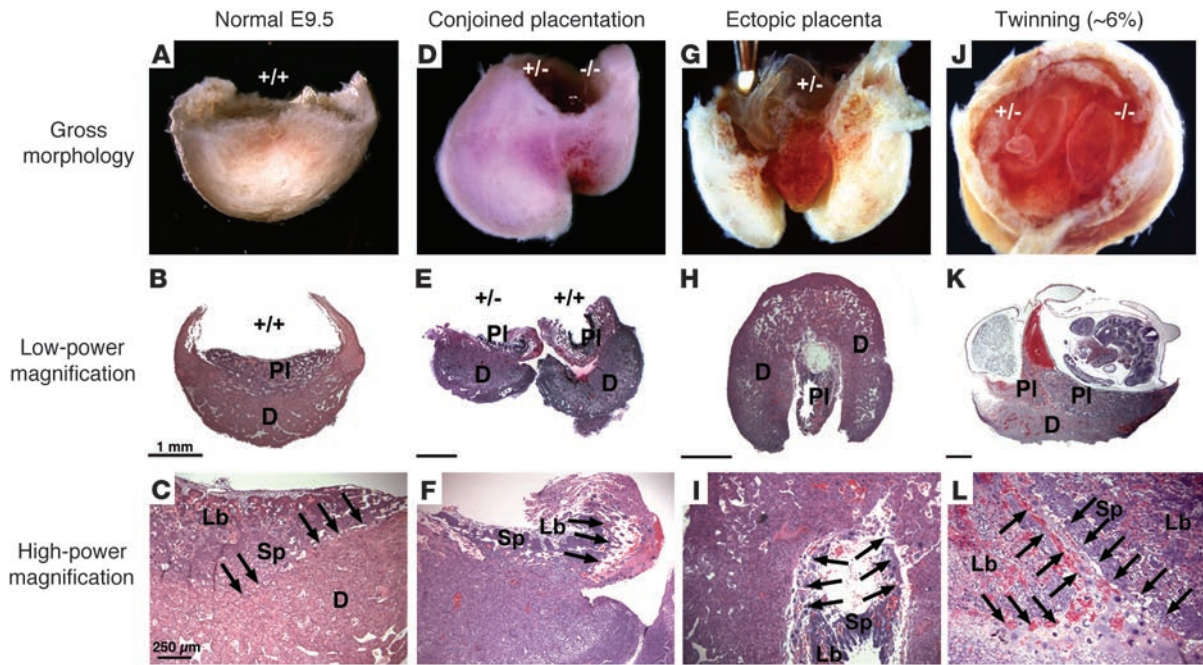 Normal E9.5
Conjoined placentation
Ectopic placenta
Twinning (~6%)
Gross morphology
A
+/+
D
+/-
-/-
G
+/-
J
+/-
-/-
Low-power magnification
B
+/+
Pl
D
1 mm
E
+/-
+/+
Pl
Pl
D
D
H
D
D
Pl
K
Pl
Pl
D
High-power magnification
C
Lb
Sp
D
250 µm
F
Sp
Lb
I
Sp
Lb
L
Sp
Lb
Lb